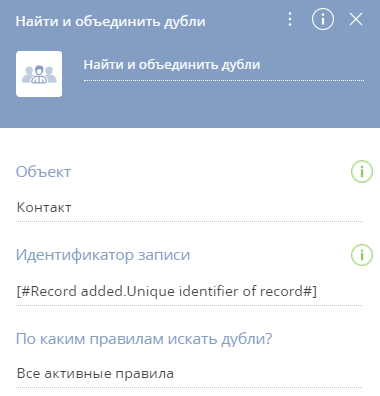 Найти и объединить дубли
Найти и объединить дубли
Объект
Контакт
Идентификатор записи
[#Record added.Unique identifier of record#]
По каким правилам искать дубли?
Все активные правила